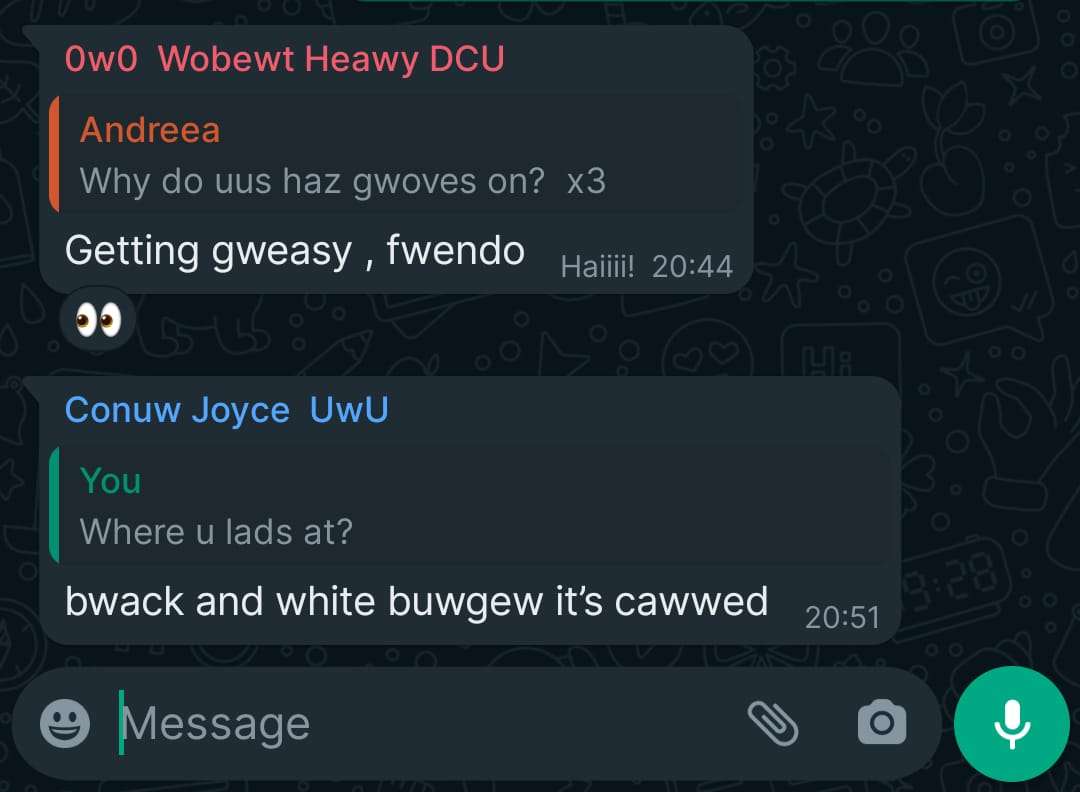 0w0 Wobewt Heawy DCU
Andreea
Why do uus haz gwoves on? x3
Getting gweasy , fwendo
Haiiii! 20:44
👀
Conuw Joyce UwU
You
Where u lads at?
bwack and white buwgew it’s cawwed
20:51
Message